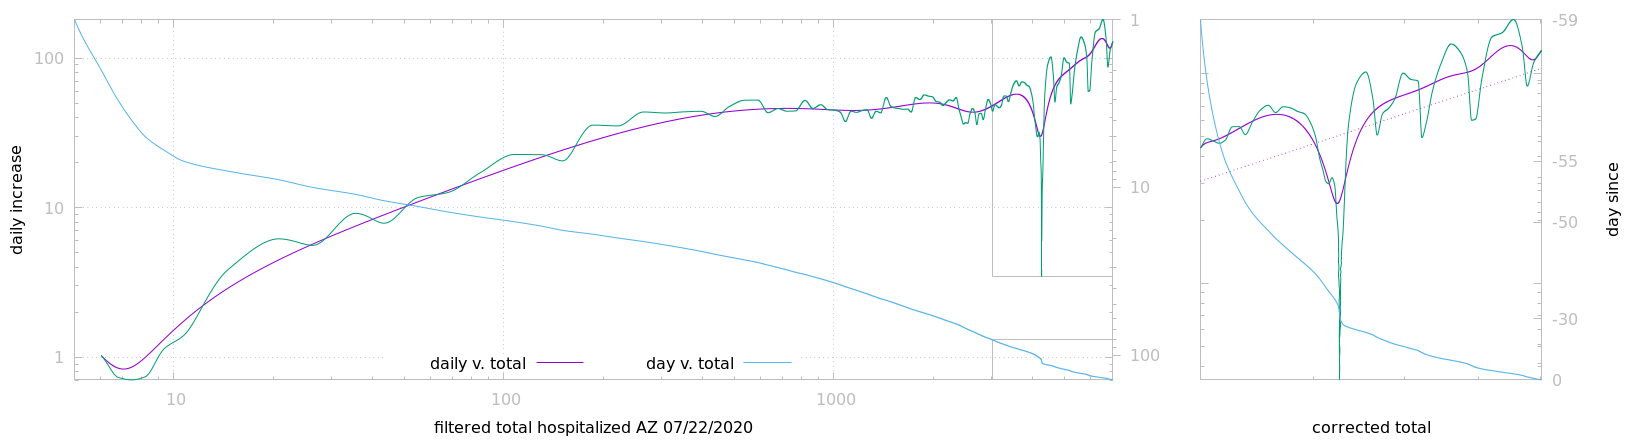 1
-59
100
-55
10
-50
10
-30
1
100
0
daily increase
day since
daily v. total
day v. total
10
100
1000
filtered total hospitalized AZ 07/22/2020
corrected total